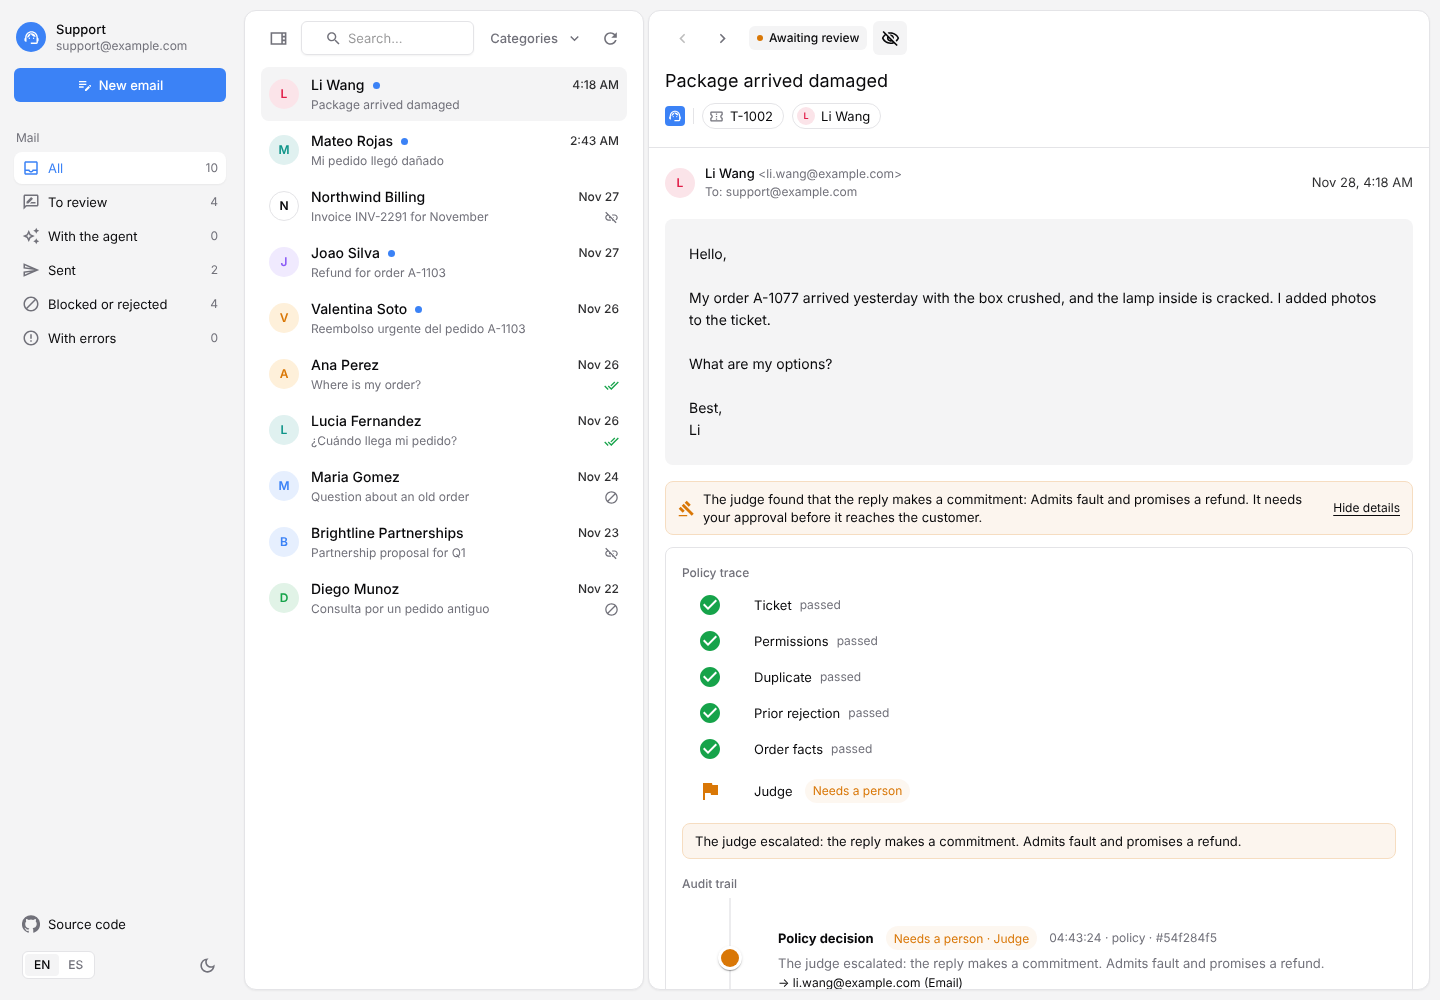 Support
support@example.com
New email
Mail
All 10
To review 4
With the agent 0
Sent 2
Blocked or rejected 4
With errors 0
Source code
EN ES
Search...
Categories
L
Li Wang 4:18 AM
Package arrived damaged
M
Mateo Rojas 2:43 AM
Mi pedido llegó dañado
N
Northwind Billing Nov 27
Invoice INV-2291 for November
J
Joao Silva Nov 27
Refund for order A-1103
V
Valentina Soto Nov 26
Reembolso urgente del pedido A-1103
A
Ana Perez Nov 26
Where is my order?
L
Lucia Fernandez Nov 26
¿Cuándo llega mi pedido?
M
Maria Gomez Nov 24
Question about an old order
B
Brightline Partnerships Nov 23
Partnership proposal for Q1
D
Diego Munoz Nov 22
Consulta por un pedido antiguo
Awaiting review
Package arrived damaged
T-1002 L Li Wang
L
Li Wang <li.wang@example.com>
To: support@example.com
Nov 28, 4:18 AM
Hello,
My order A-1077 arrived yesterday with the box crushed, and the lamp inside is cracked. I added photos
to the ticket.
What are my options?
Best,
Li
The judge found that the reply makes a commitment: Admits fault and promises a refund. It needs
your approval before it reaches the customer.
Hide details
Policy trace
Ticket passed
Permissions passed
Duplicate passed
Prior rejection passed
Order facts passed
Judge Needs a person
The judge escalated: the reply makes a commitment. Admits fault and promises a refund.
Audit trail
Policy decision Needs a person · Judge 04:43:24 · policy · #54f284f5
The judge escalated: the reply makes a commitment. Admits fault and promises a refund.
→ li.wang@example.com (Email)